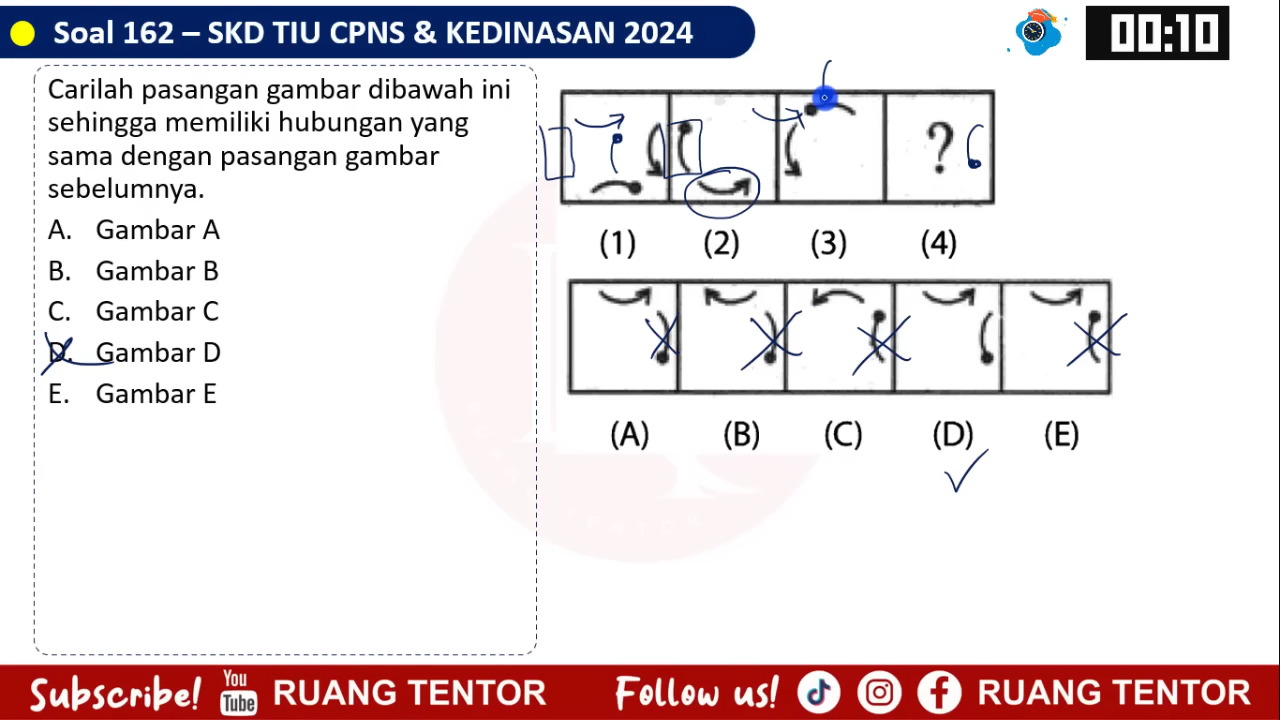 Soal 162 – SKD TIU CPNS & KEDINASAN 2024
00:10
Carilah pasangan gambar dibawah ini
sehingga memiliki hubungan yang
sama dengan pasangan gambar
sebelumnya.
A. Gambar A
B. Gambar B
C. Gambar C
D. Gambar D
E. Gambar E
?
(1) (2) (3) (4)
(A) (B) (C) (D) (E)
Subscribe! You Tube RUANG TENTOR Follow us! RUANG TENTOR